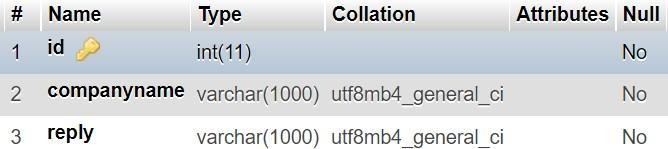 # Name Type Collation Attributes Null
1 id int(11) No
2 companyname varchar(1000) utf8mb4_general_ci No
3 reply varchar(1000) utf8mb4_general_ci No